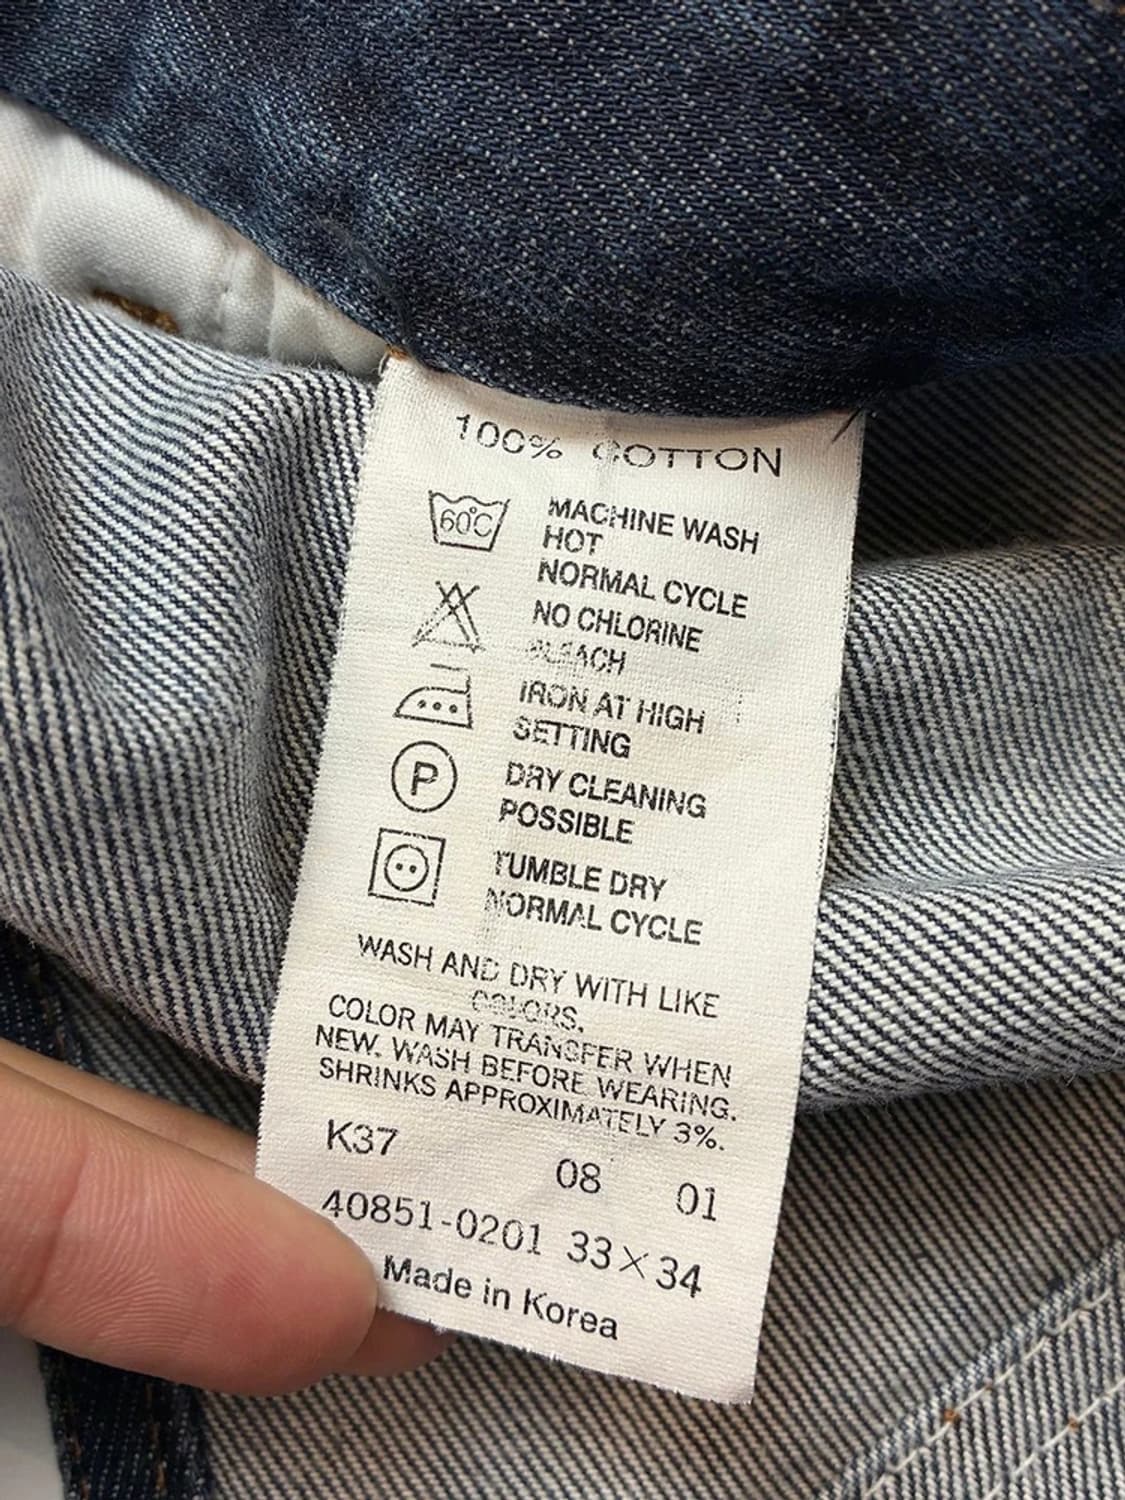 100% COTTON
60°C MACHINE WASH
HOT
NORMAL CYCLE
NO CHLORINE
BLEACH
IRON AT HIGH
SETTING
P DRY CLEANING
POSSIBLE
TUMBLE DRY
NORMAL CYCLE
WASH AND DRY WITH LIKE
COLORS.
COLOR MAY TRANSFER WHEN
NEW. WASH BEFORE WEARING.
SHRINKS APPROXIMATELY 3%.
K37 08 01
40851-0201 33×34
Made in Korea